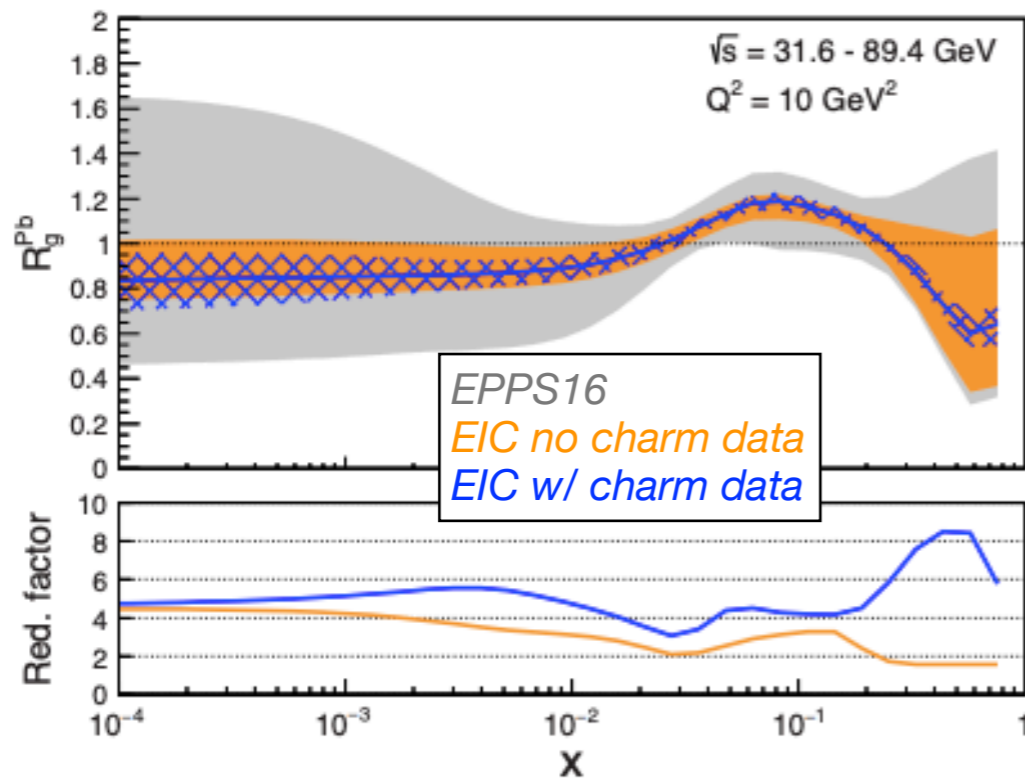 2
1.8
1.6
1.4
1.2
1
0.8
0.6
0.4
0.2
0
R_g^Pb
√s = 31.6 - 89.4 GeV
Q² = 10 GeV²
EPPS16
EIC no charm data
EIC w/ charm data
10
8
6
4
2
0
Red. factor
10⁻⁴ 10⁻³ 10⁻² 10⁻¹ 1
x